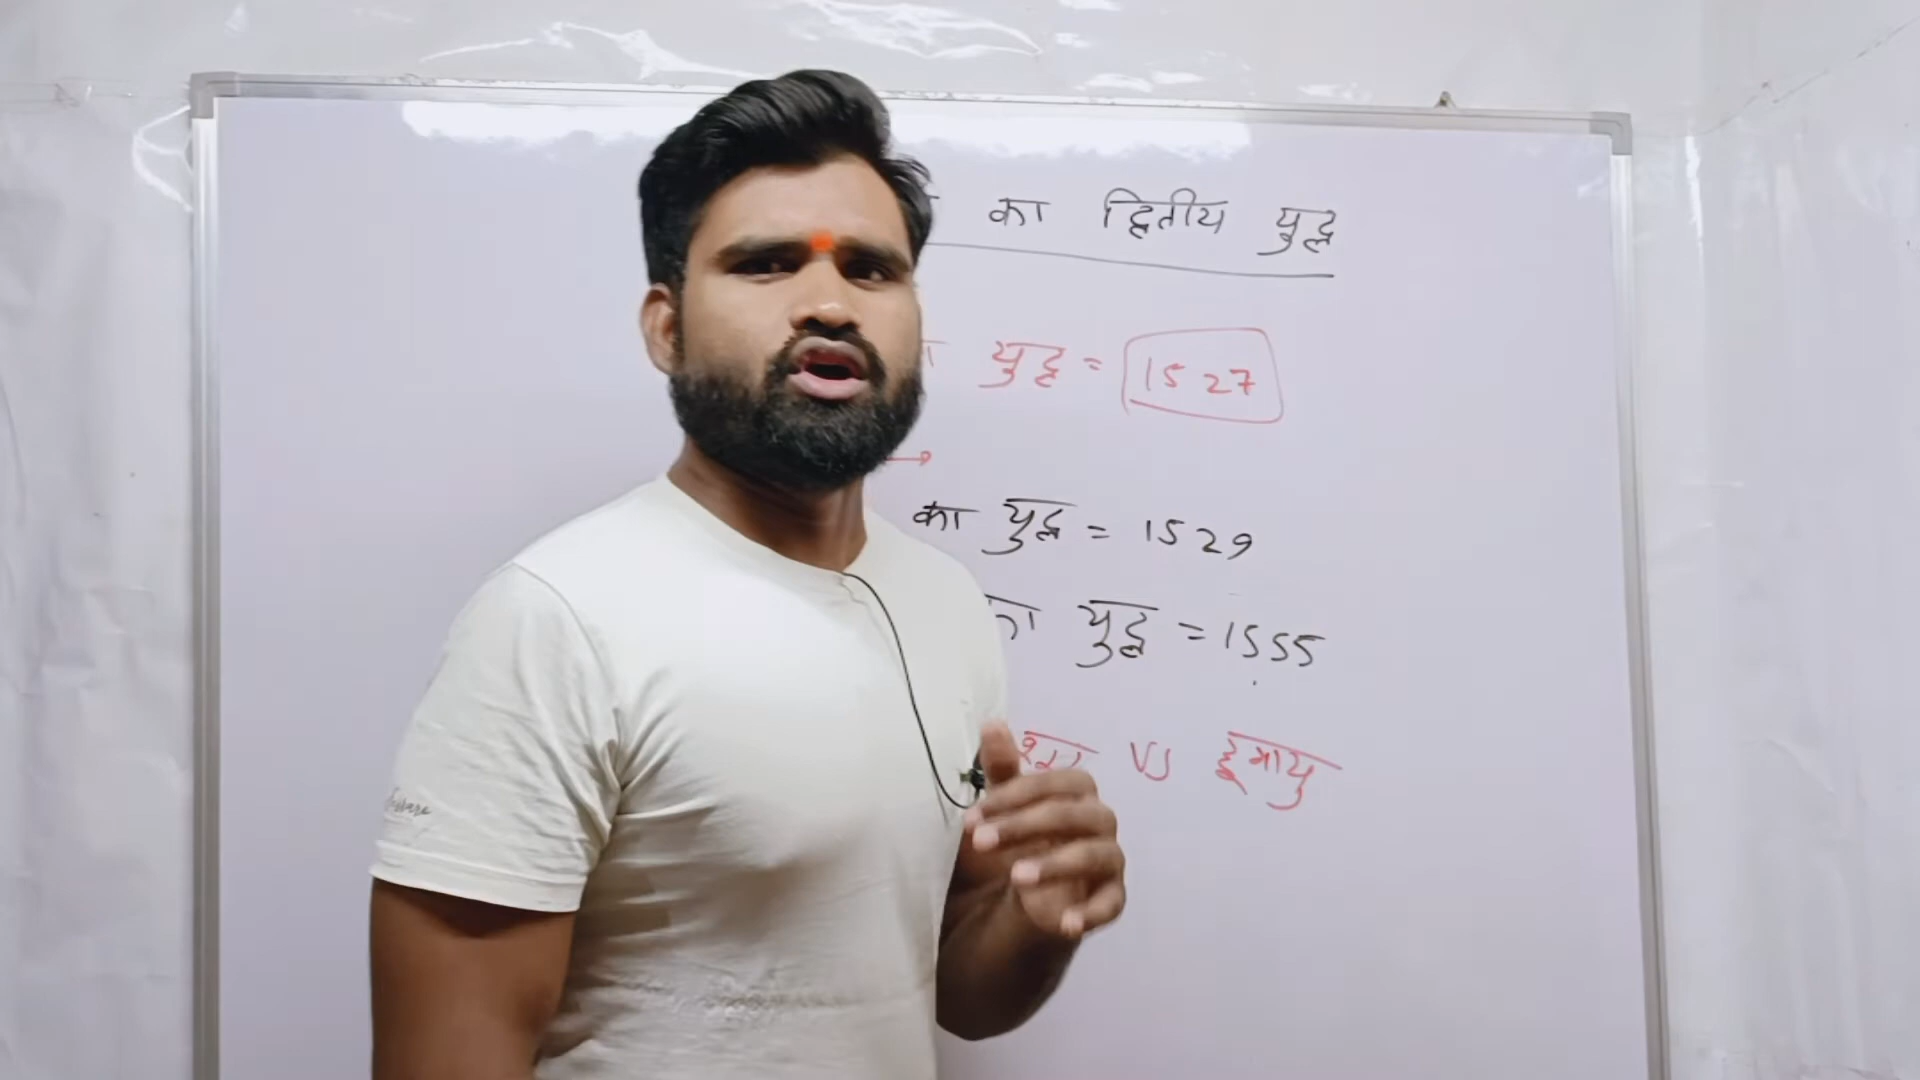 का द्वितीय युद्ध
युद्ध = 1527
का युद्ध = 1529
का युद्ध = 1555
VS हूमायु